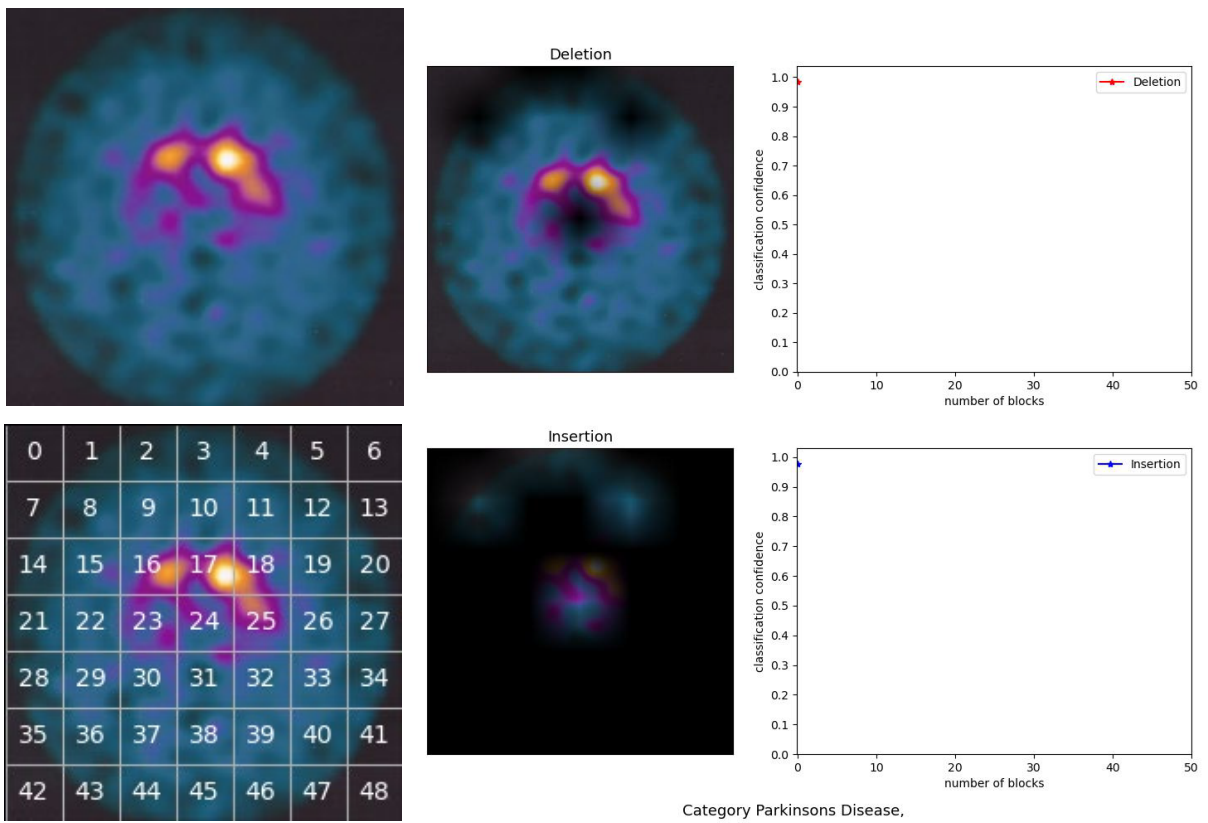 Deletion
1.0
0.9
0.8
0.7
0.6
0.5
0.4
0.3
0.2
0.1
0.0
classification confidence
Deletion
0 10 20 30 40 50
number of blocks
0 1 2 3 4 5 6
7 8 9 10 11 12 13
14 15 16 17 18 19 20
21 22 23 24 25 26 27
28 29 30 31 32 33 34
35 36 37 38 39 40 41
42 43 44 45 46 47 48
Insertion
1.0
0.9
0.8
0.7
0.6
0.5
0.4
0.3
0.2
0.1
0.0
classification confidence
Insertion
0 10 20 30 40 50
number of blocks
Category Parkinsons Disease,